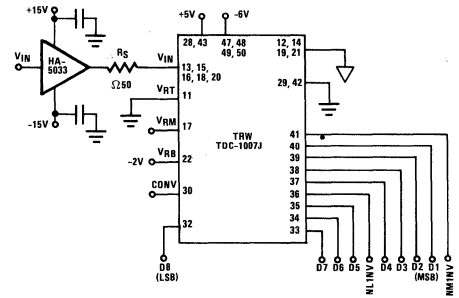 +15V
+5V
-6V
28, 43
47, 48
49, 50
12, 14
19, 21
VIN
HA-
5033
RS
Ω50
VIN
13, 15,
16, 18, 20
VRT
11
29, 42
-15V
VRM
17
TRW
TDC-1007J
41
40
-2V
VRB
22
39
38
CONV
30
37
36
35
32
34
33
D8
(LSB)
D7
D6
D5
NL1NV
D4
D3
D2
(MSB)
D1
NM1NV